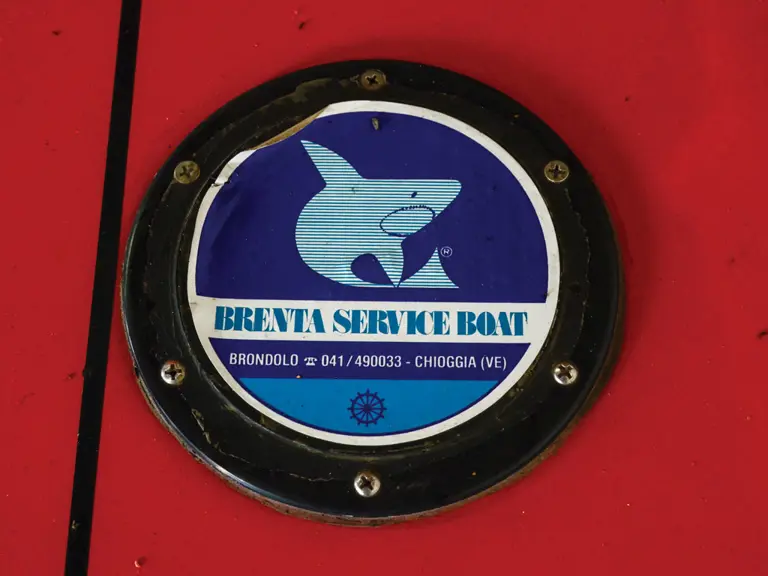 ®
BRENTA SERVICE BOAT
BRONDOLO ☎ 041/490033 - CHIOGGIA (VE)